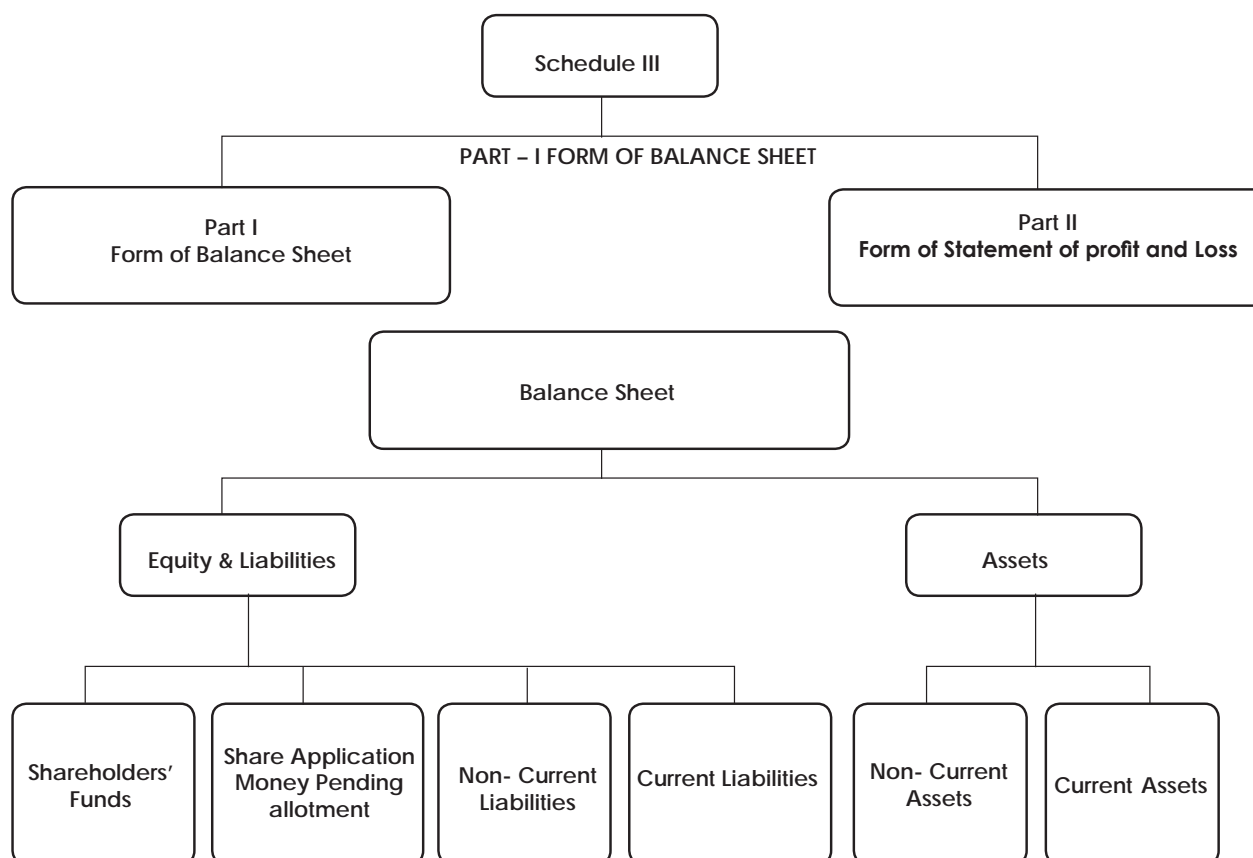 Schedule III
PART – I FORM OF BALANCE SHEET
Part I
Form of Balance Sheet
Part II
Form of Statement of profit and Loss
Balance Sheet
Equity & Liabilities
Assets
Shareholders’
Funds
Share Application
Money Pending
allotment
Non- Current
Liabilities
Current Liabilities
Non- Current
Assets
Current Assets